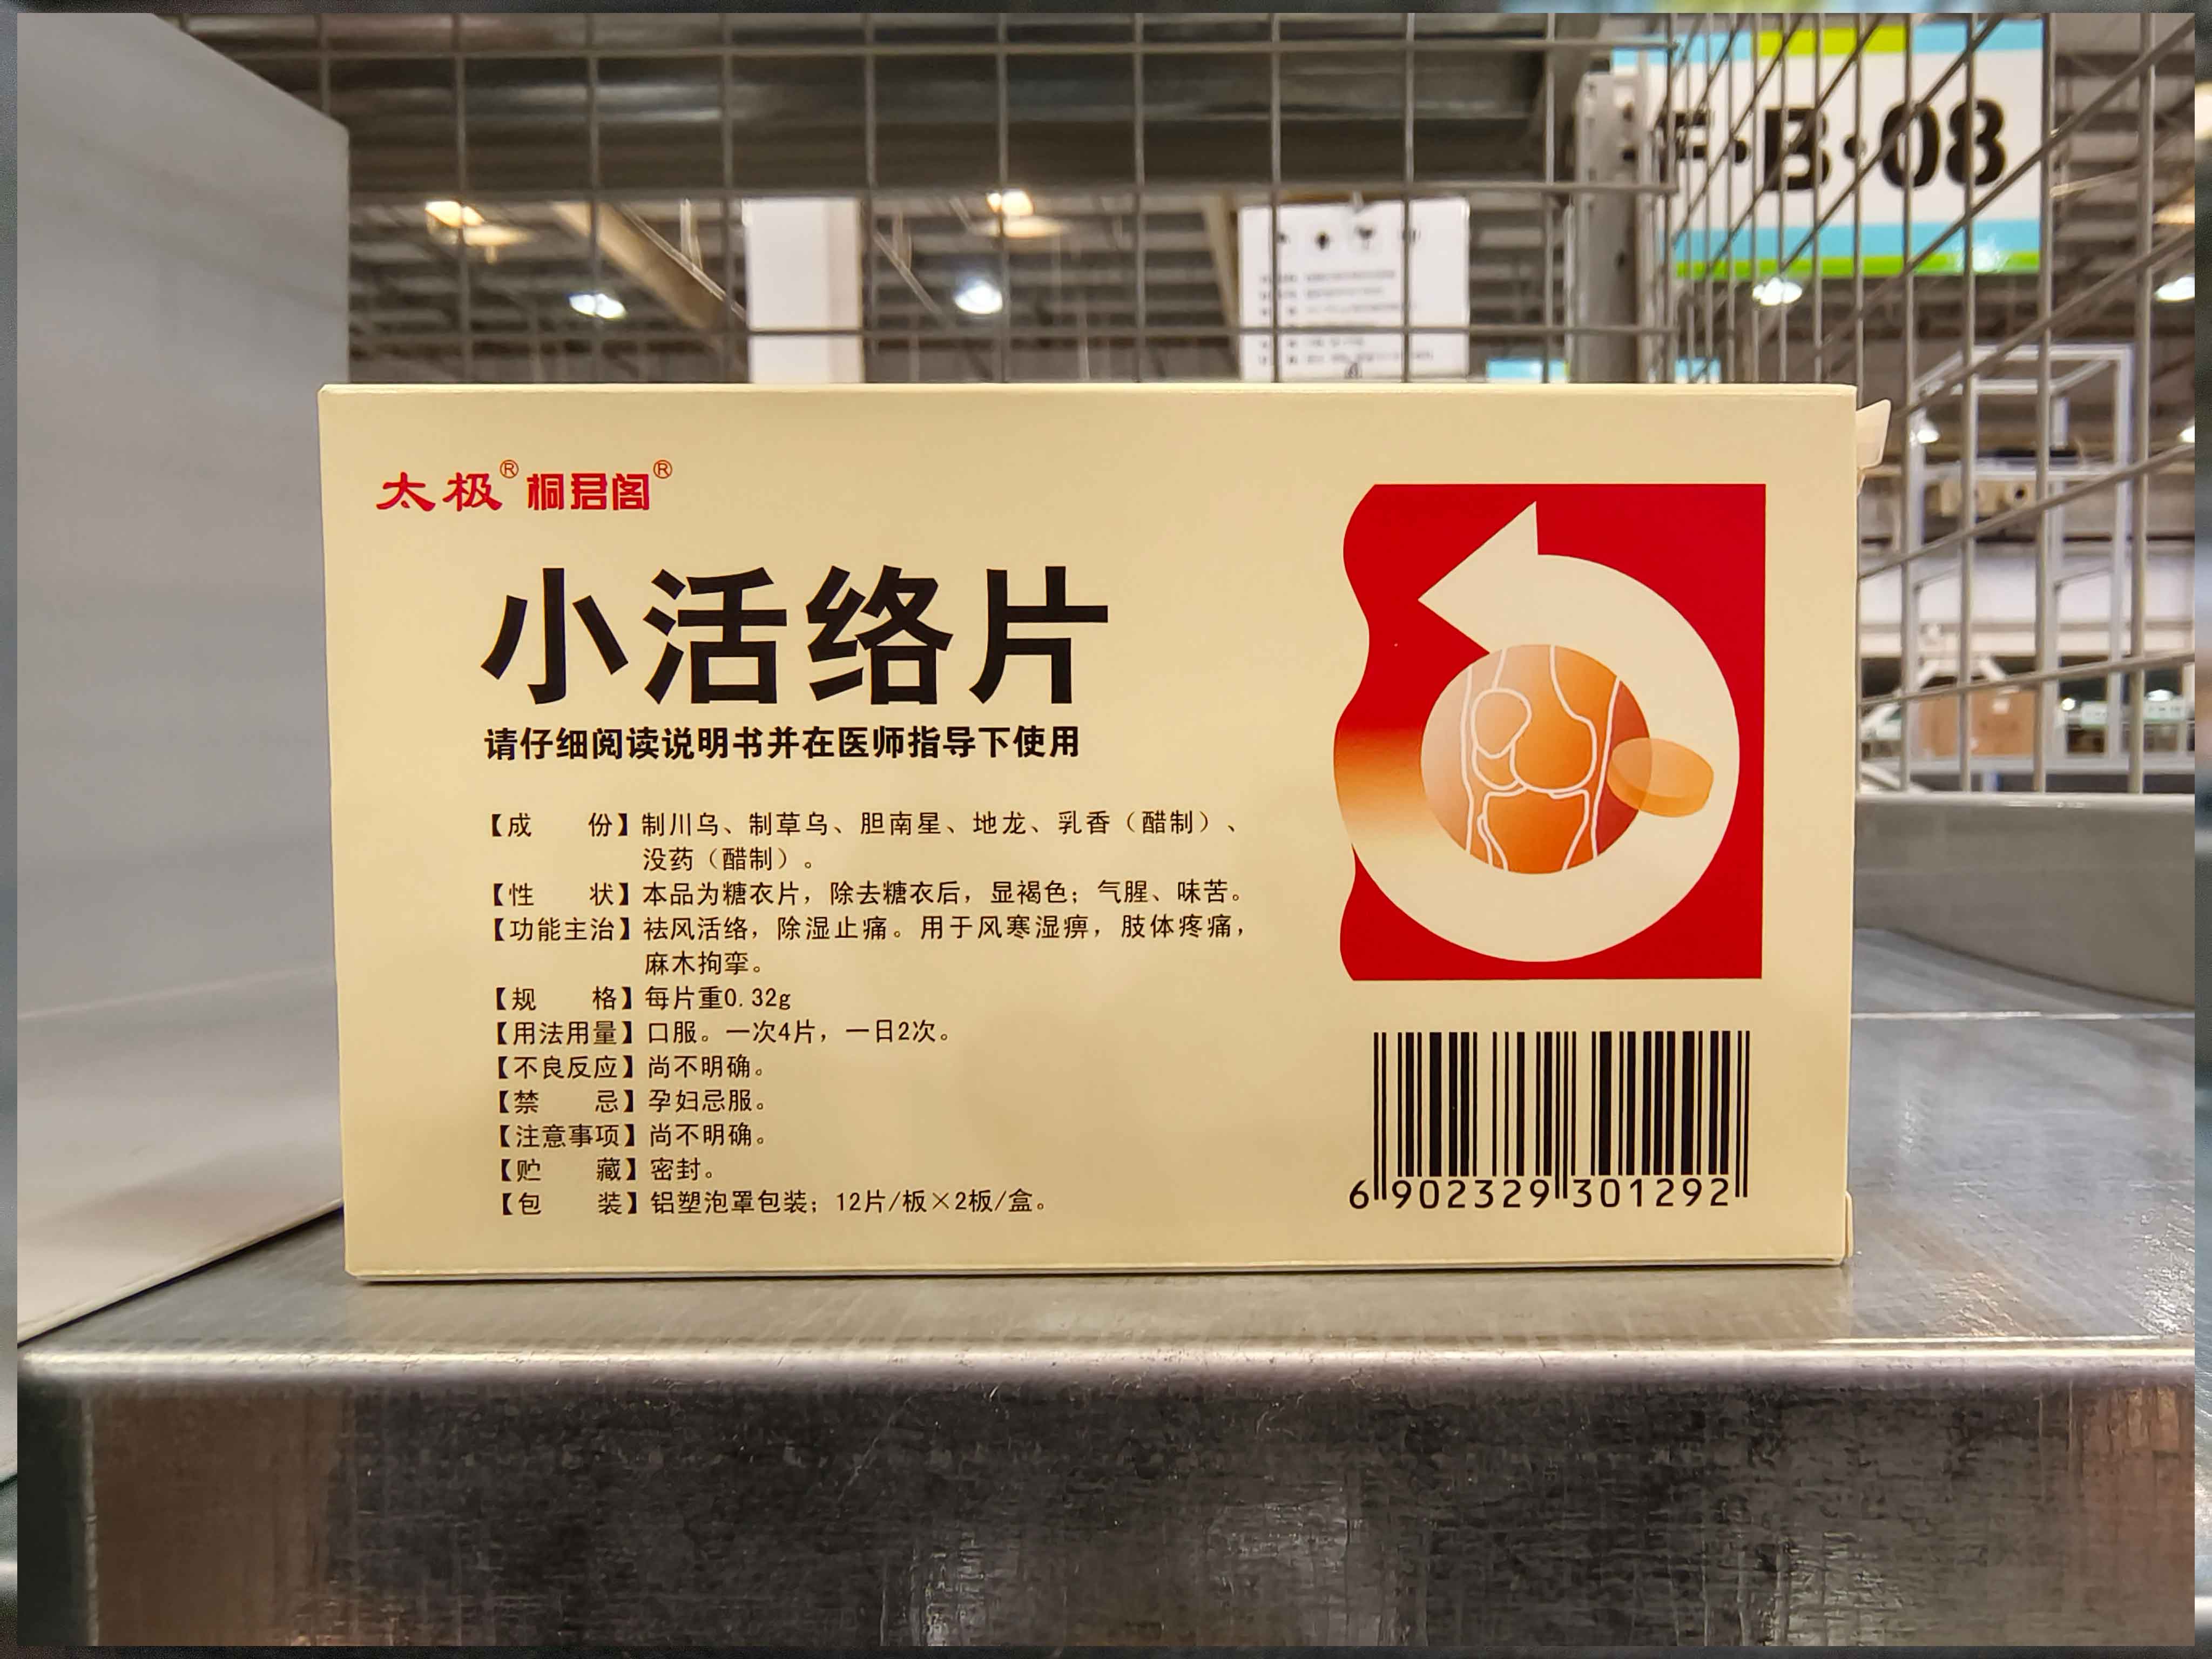 F·B·08
太极® 桐君阁®
小活络片
请仔细阅读说明书并在医师指导下使用
【成　　份】制川乌、制草乌、胆南星、地龙、乳香（醋制）、
没药（醋制）。
【性　　状】本品为糖衣片，除去糖衣后，显褐色；气腥、味苦。
【功能主治】祛风活络，除湿止痛。用于风寒湿痹，肢体疼痛，
麻木拘挛。
【规　　格】每片重0.32g
【用法用量】口服。一次4片，一日2次。
【不良反应】尚不明确。
【禁　　忌】孕妇忌服。
【注意事项】尚不明确。
【贮　　藏】密封。
【包　　装】铝塑泡罩包装；12片/板×2板/盒。
6 902329 301292